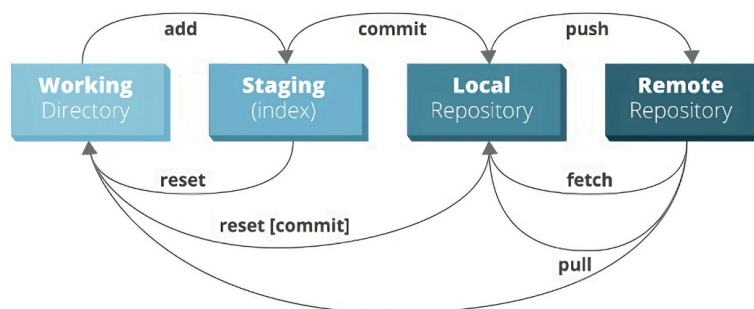 add
commit
push
Working
Directory
Staging
(index)
Local
Repository
Remote
Repository
reset
fetch
reset [commit]
pull